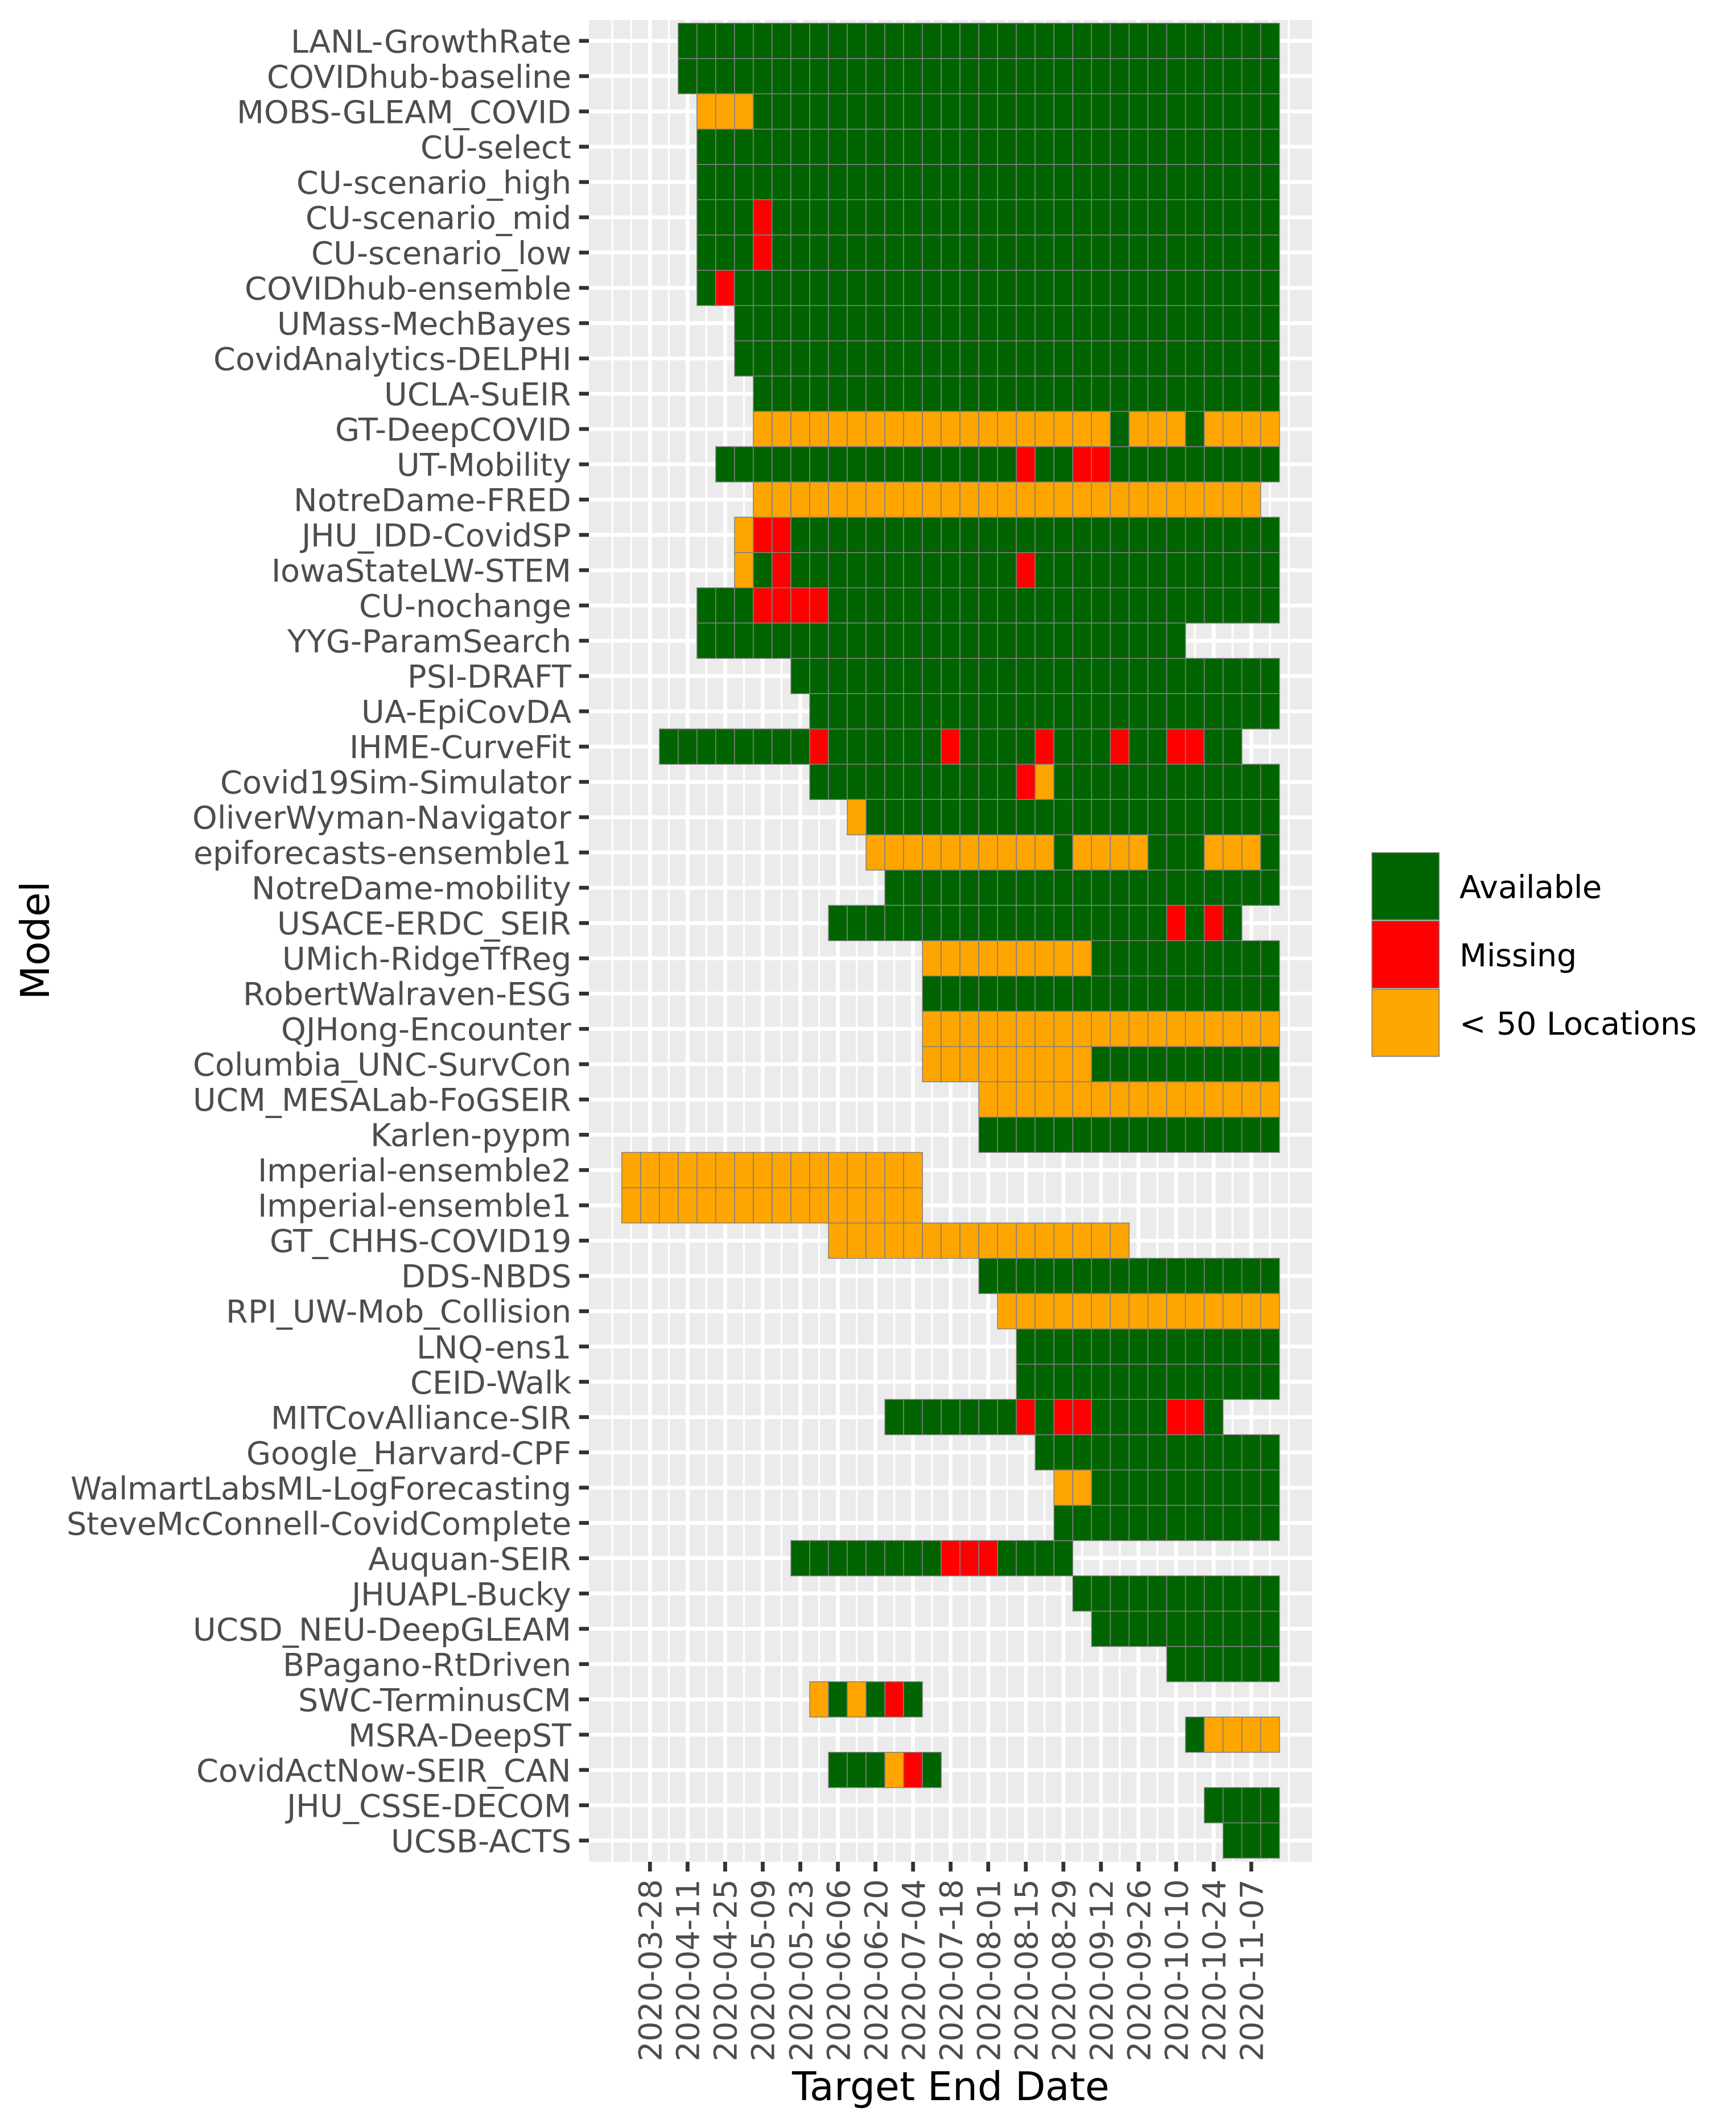 LANL-GrowthRate
COVIDhub-baseline
MOBS-GLEAM_COVID
CU-select
CU-scenario_high
CU-scenario_mid
CU-scenario_low
COVIDhub-ensemble
UMass-MechBayes
CovidAnalytics-DELPHI
UCLA-SuEIR
GT-DeepCOVID
UT-Mobility
NotreDame-FRED
JHU_IDD-CovidSP
IowaStateLW-STEM
CU-nochange
YYG-ParamSearch
PSI-DRAFT
UA-EpiCovDA
IHME-CurveFit
Covid19Sim-Simulator
OliverWyman-Navigator
epiforecasts-ensemble1
NotreDame-mobility
USACE-ERDC_SEIR
UMich-RidgeTfReg
RobertWalraven-ESG
QJHong-Encounter
Columbia_UNC-SurvCon
UCM_MESALab-FoGSEIR
Karlen-pypm
Imperial-ensemble2
Imperial-ensemble1
GT_CHHS-COVID19
DDS-NBDS
RPI_UW-Mob_Collision
LNQ-ens1
CEID-Walk
MITCovAlliance-SIR
Google_Harvard-CPF
WalmartLabsML-LogForecasting
SteveMcConnell-CovidComplete
Auquan-SEIR
JHUAPL-Bucky
UCSD_NEU-DeepGLEAM
BPagano-RtDriven
SWC-TerminusCM
MSRA-DeepST
CovidActNow-SEIR_CAN
JHU_CSSE-DECOM
UCSB-ACTS
Model
2020-03-28
2020-04-11
2020-04-25
2020-05-09
2020-05-23
2020-06-06
2020-06-20
2020-07-04
2020-07-18
2020-08-01
2020-08-15
2020-08-29
2020-09-12
2020-09-26
2020-10-10
2020-10-24
2020-11-07
Target End Date
Available
Missing
< 50 Locations